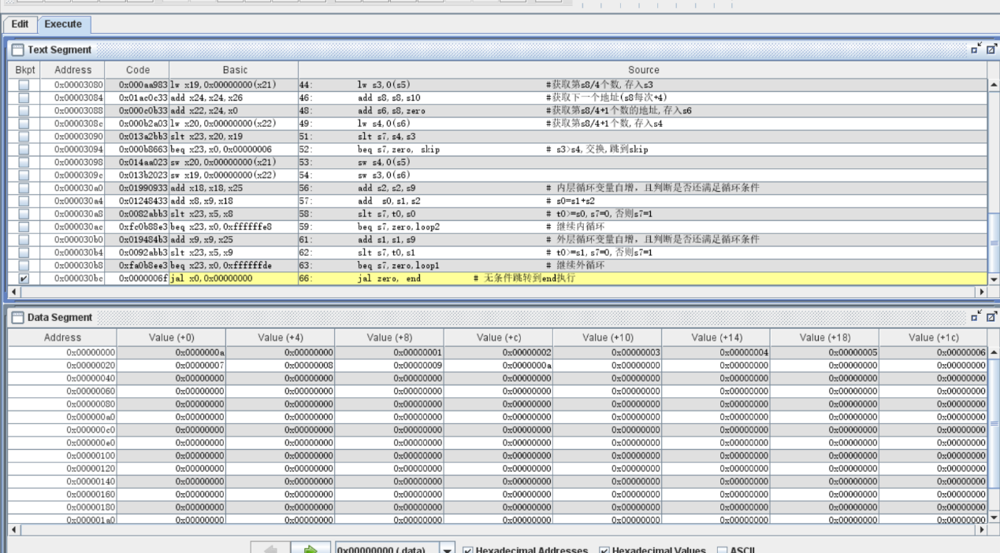 Edit Execute
Text Segment
Bkpt Address Code Basic Source
0x00003080 0x000aa983 lw x19,0x00000000(x21) 44: lw s3,0(s5) #获取第s8/4个数,存入s3
0x00003084 0x01ac0c33 add x24,x24,x26 46: add s8,s8,s10 #获取下一个地址(s8每次+4)
0x00003088 0x000c0b33 add x22,x24,x0 48: add s6,s8,zero #获取第s8/4+1个数的地址,存入s6
0x0000308c 0x000b2a03 lw x20,0x00000000(x22) 49: lw s4,0(s6) #获取第s8/4+1个数,存入s4
0x00003090 0x013a2bb3 slt x23,x20,x19 51: slt s7,s4,s3
0x00003094 0x000b8663 beq x23,x0,0x00000006 52: beq s7,zero, skip # s3>s4,交换,跳到skip
0x00003098 0x014aa023 sw x20,0x00000000(x21) 53: sw s4,0(s5)
0x0000309c 0x013b2023 sw x19,0x00000000(x22) 54: sw s3,0(s6)
0x000030a0 0x01990933 add x18,x18,x25 56: add s2,s2,s9 # 内层循环变量自增，且判断是否还满足循环条件
0x000030a4 0x01248433 add x8,x9,x18 57: add s0,s1,s2 # s0=s1+s2
0x000030a8 0x0082abb3 slt x23,x5,x8 58: slt s7,t0,s0 # t0>=s0,s7=0,否则s7=1
0x000030ac 0xfc0b88e3 beq x23,x0,0xffffffe8 59: beq s7,zero,loop2 # 继续内循环
0x000030b0 0x019484b3 add x9,x9,x25 61: add s1,s1,s9 # 外层循环变量自增，且判断是否还满足循环条件
0x000030b4 0x0092abb3 slt x23,x5,x9 62: slt s7,t0,s1 # t0>=s1,s7=0,否则s7=1
0x000030b8 0xfa0b8ee3 beq x23,x0,0xffffffde 63: beq s7,zero,loop1 # 继续外循环
0x000030bc 0x0000006f jal x0,0x00000000 66: jal zero, end # 无条件跳转到end执行
Data Segment
Address Value (+0) Value (+4) Value (+8) Value (+c) Value (+10) Value (+14) Value (+18) Value (+1c)
0x00000000 0x0000000a 0x00000000 0x00000001 0x00000002 0x00000003 0x00000004 0x00000005 0x00000006
0x00000020 0x00000007 0x00000008 0x00000009 0x0000000a 0x00000000 0x00000000 0x00000000 0x00000000
0x00000040 0x00000000 0x00000000 0x00000000 0x00000000 0x00000000 0x00000000 0x00000000 0x00000000
0x00000060 0x00000000 0x00000000 0x00000000 0x00000000 0x00000000 0x00000000 0x00000000 0x00000000
0x00000080 0x00000000 0x00000000 0x00000000 0x00000000 0x00000000 0x00000000 0x00000000 0x00000000
0x000000a0 0x00000000 0x00000000 0x00000000 0x00000000 0x00000000 0x00000000 0x00000000 0x00000000
0x000000c0 0x00000000 0x00000000 0x00000000 0x00000000 0x00000000 0x00000000 0x00000000 0x00000000
0x000000e0 0x00000000 0x00000000 0x00000000 0x00000000 0x00000000 0x00000000 0x00000000 0x00000000
0x00000100 0x00000000 0x00000000 0x00000000 0x00000000 0x00000000 0x00000000 0x00000000 0x00000000
0x00000120 0x00000000 0x00000000 0x00000000 0x00000000 0x00000000 0x00000000 0x00000000 0x00000000
0x00000140 0x00000000 0x00000000 0x00000000 0x00000000 0x00000000 0x00000000 0x00000000 0x00000000
0x00000160 0x00000000 0x00000000 0x00000000 0x00000000 0x00000000 0x00000000 0x00000000 0x00000000
0x00000180 0x00000000 0x00000000 0x00000000 0x00000000 0x00000000 0x00000000 0x00000000 0x00000000
0x000001a0 0x00000000 0x00000000 0x00000000 0x00000000 0x00000000 0x00000000 0x00000000 0x00000000
0x00000000 (.data) Hexadecimal Addresses Hexadecimal Values ASCII